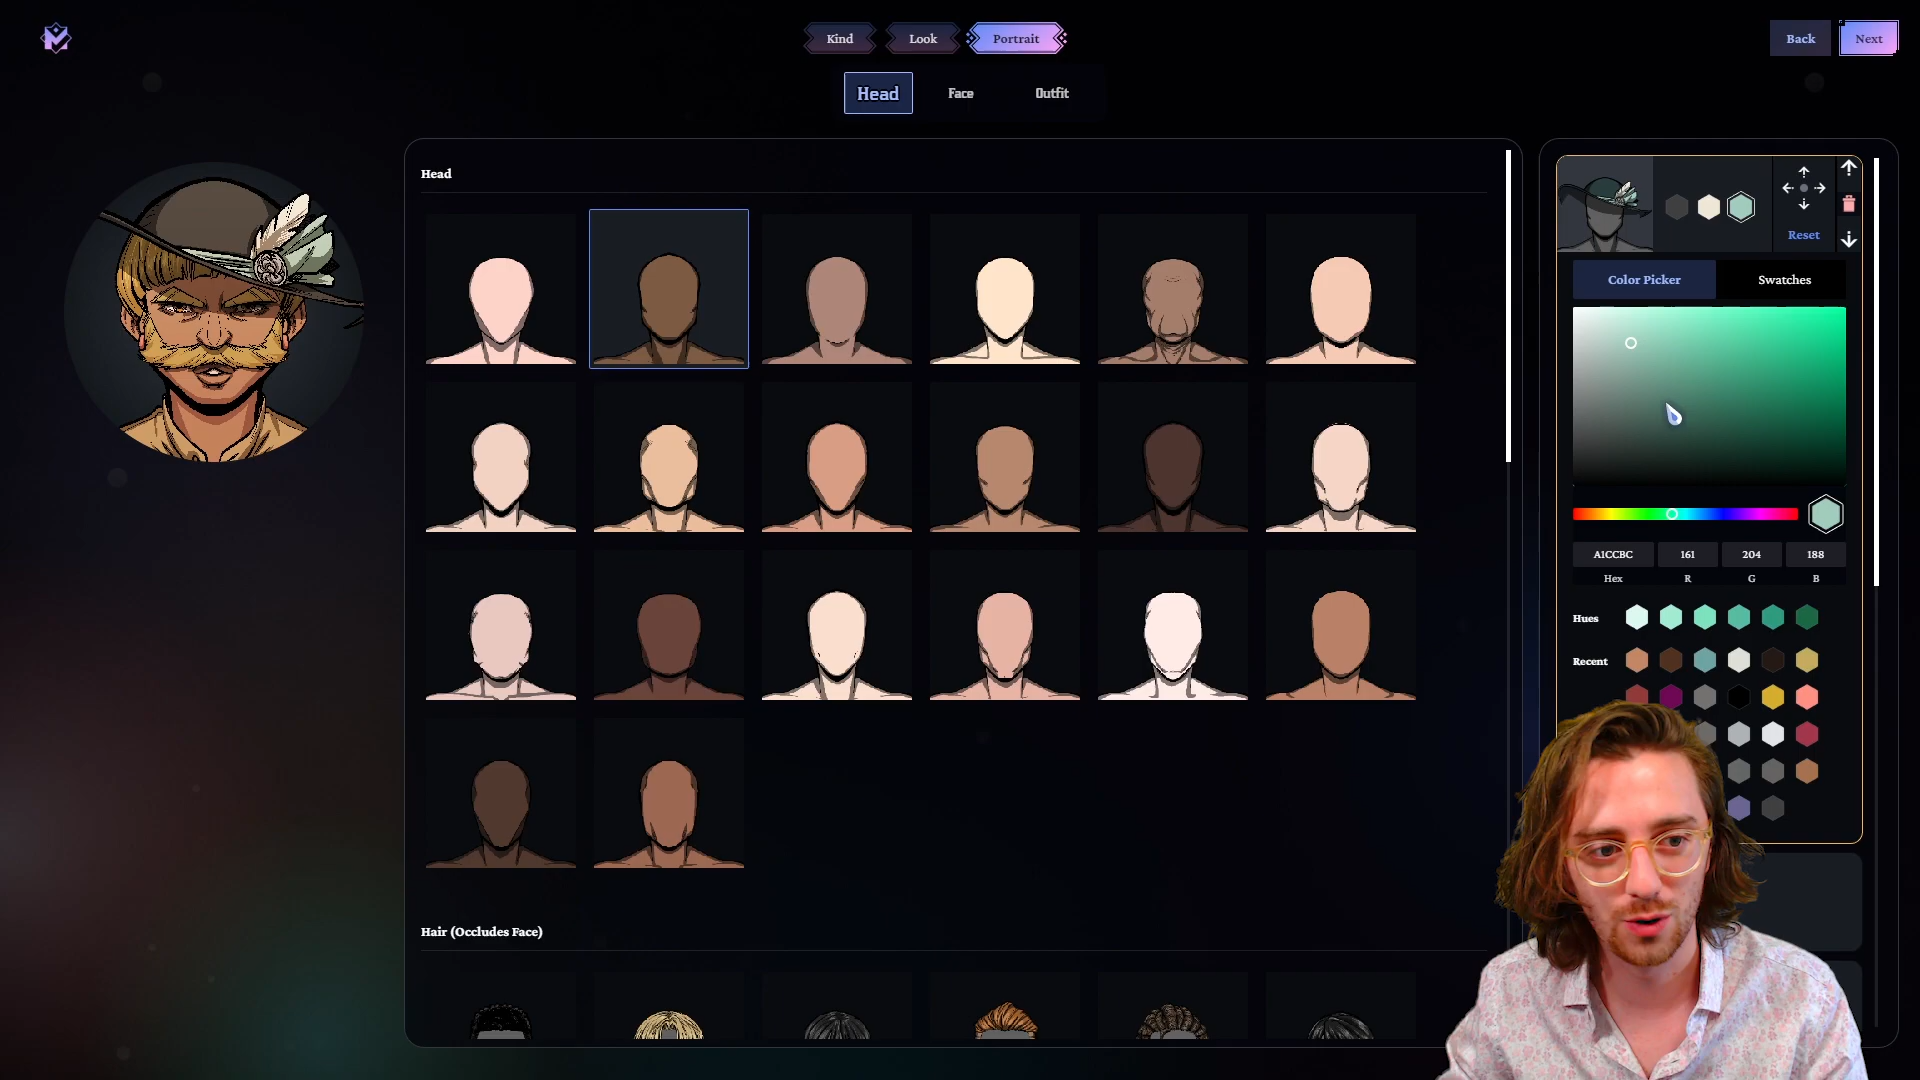 Kind
Look
Portrait
Back
Next
Head
Face
Outfit
Head
Reset
Color Picker
Swatches
A1CCBC
161
204
188
Hex
R
G
B
Hues
Recent
Hair (Occludes Face)